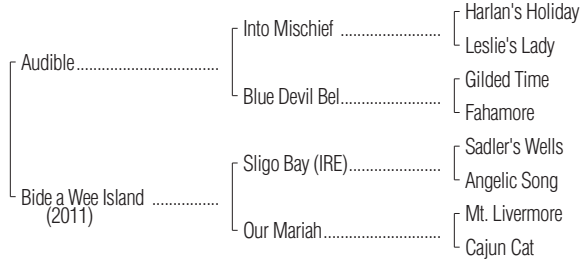 Harlan's Holiday
Into Mischief
Leslie's Lady
Audible
Gilded Time
Blue Devil Bel
Fahamore
Sadler's Wells
Sligo Bay (IRE)
Angelic Song
Bide a Wee Island
(2011)
Mt. Livermore
Our Mariah
Cajun Cat